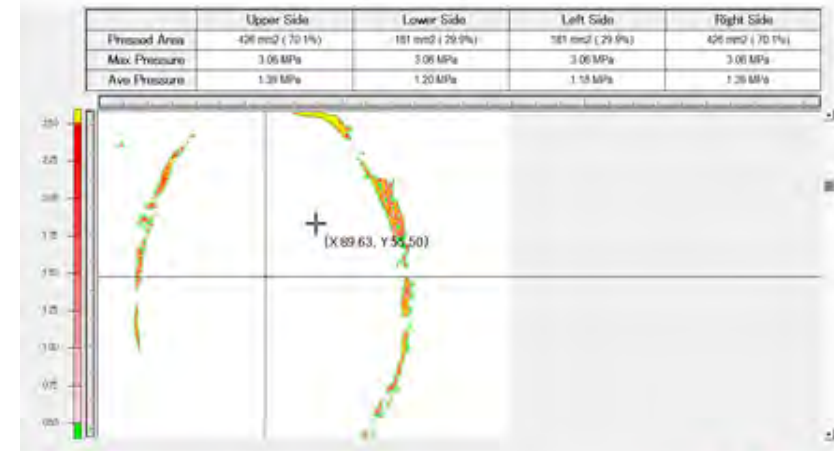 Upper Side Lower Side Left Side Right Side
Pressed Area 426 mm2 ( 70.1%) 181 mm2 ( 29.9%) 181 mm2 ( 29.9%) 426 mm2 ( 70.1%)
Max Pressure 3.06 MPa 3.06 MPa 3.06 MPa 3.06 MPa
Ave Pressure 1.39 MPa 1.20 MPa 1.18 MPa 1.39 MPa
2.50
2.25
2.00
1.75
(X 89.63, Y 55.50)
1.50
1.25
1.00
0.75
0.50